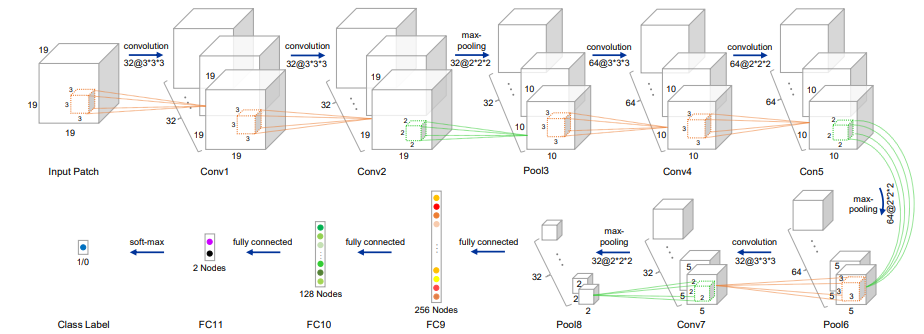 convolution
32@3*3*3
convolution
32@3*3*3
max-
pooling
32@2*2*2
convolution
64@3*3*3
convolution
64@2*2*2
19
19
19
3
3
3
32
19
19
19
3
3
3
32
19
19
2
2
2
32
10
10
10
3
3
3
64
10
10
10
3
3
3
64
10
10
10
2
2
2
Input Patch
Conv1
Conv2
Pool3
Conv4
Con5
max-
pooling
64@2*2*2
soft-max
fully connected
fully connected
fully connected
max-
pooling
32@2*2*2
convolution
32@3*3*3
1/0
2 Nodes
128 Nodes
256 Nodes
32
2
2
2
32
5
5
5
2
2
2
64
5
5
5
3
3
3
Class Label
FC11
FC10
FC9
Pool8
Conv7
Pool6